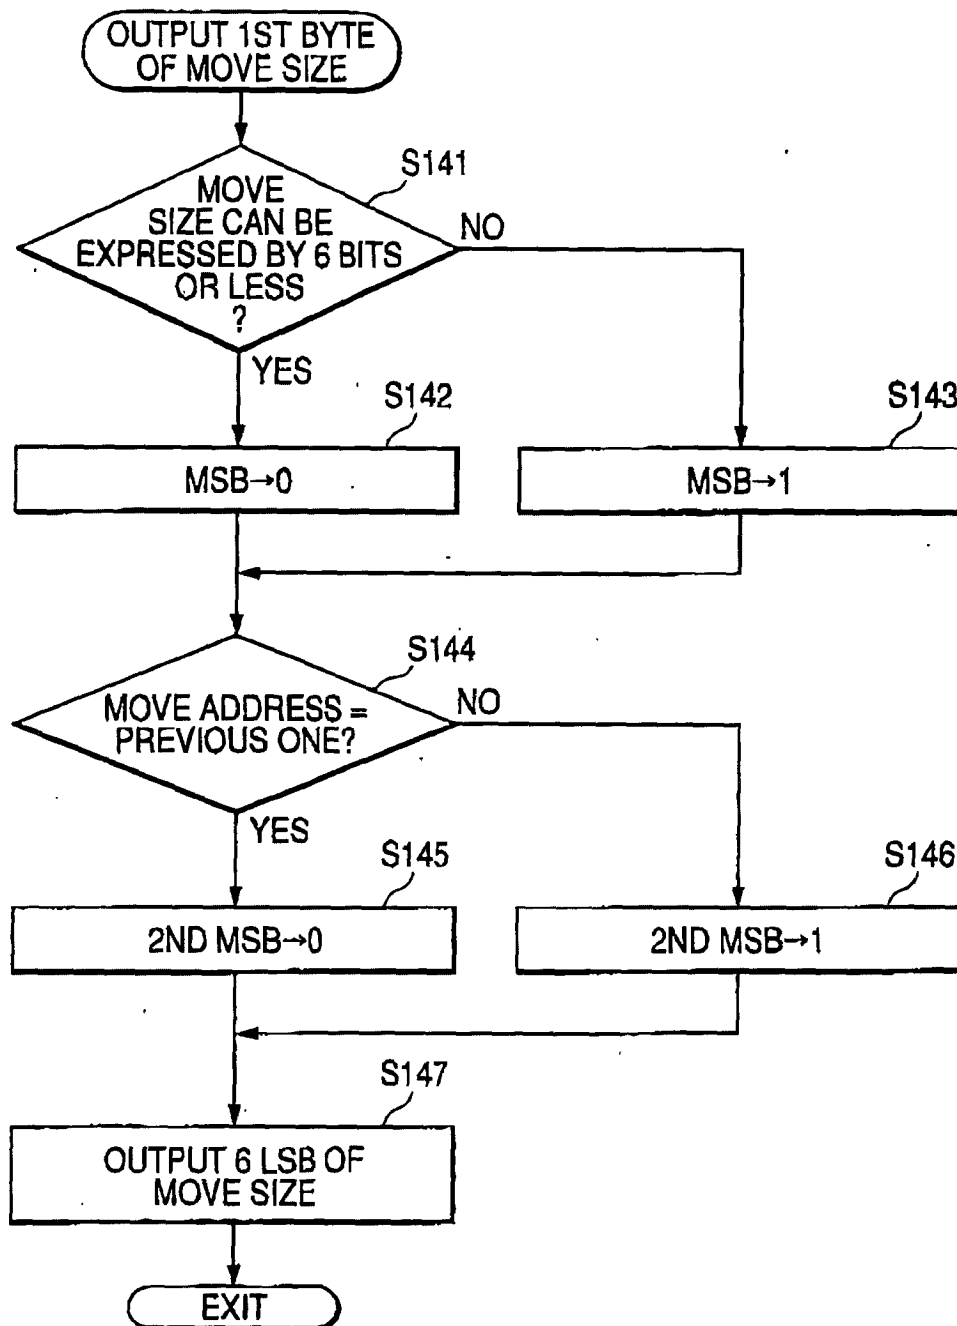 OUTPUT 1ST BYTE
OF MOVE SIZE
S141
MOVE
SIZE CAN BE
EXPRESSED BY 6 BITS
OR LESS
?
NO
YES
S142
MSB→0
S143
MSB→1
S144
MOVE ADDRESS =
PREVIOUS ONE?
NO
YES
S145
2ND MSB→0
S146
2ND MSB→1
S147
OUTPUT 6 LSB OF
MOVE SIZE
EXIT